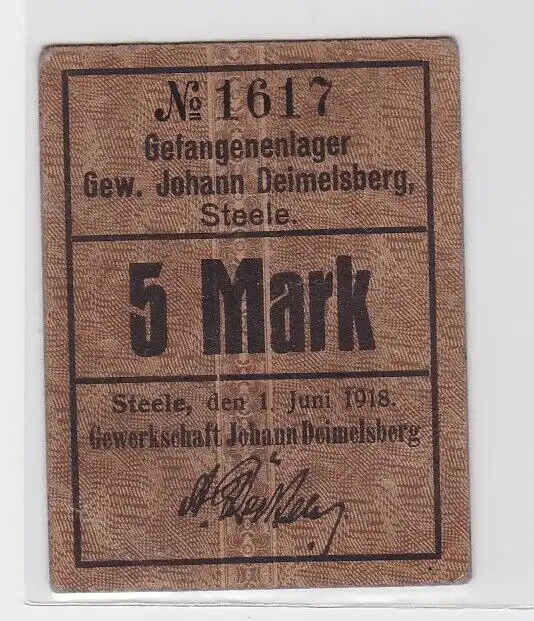 № 1617
Gefangenenlager
Gew. Johann Deimelsberg,
Steele.
5 Mark
Steele, den 1. Juni 1918.
Gewerkschaft Johann Deimelsberg